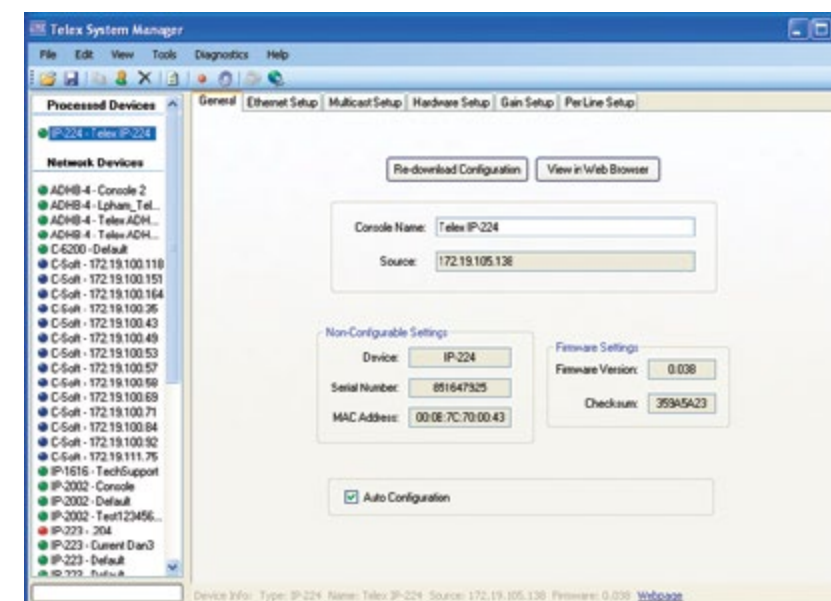 Telex System Manager
File Edit View Tools Diagnostics Help
Processed Devices
IP-224 - Telex IP-224
Network Devices
ADHB-4 - Console 2
ADHB-4 - Lpham_Tel...
ADHB-4 - Telex ADH...
ADHB-4 - Telex ADH...
C-6200 - Default
C-Soft - 172.19.100.118
C-Soft - 172.19.100.151
C-Soft - 172.19.100.164
C-Soft - 172.19.100.35
C-Soft - 172.19.100.43
C-Soft - 172.19.100.49
C-Soft - 172.19.100.53
C-Soft - 172.19.100.57
C-Soft - 172.19.100.58
C-Soft - 172.19.100.69
C-Soft - 172.19.100.71
C-Soft - 172.19.100.84
C-Soft - 172.19.100.92
C-Soft - 172.19.111.75
IP-1616 - TechSupport
IP-2002 - Console
IP-2002 - Default
IP-2002 - Test123456...
IP-223 - 204
IP-223 - Current Dan3
IP-223 - Default
IP-223 - Default
General Ethernet Setup Multicast Setup Hardware Setup Gain Setup Per Line Setup
Re-download Configuration View in Web Browser
Console Name: Telex IP-224
Source: 172.19.105.138
Non-Configurable Settings
Device: IP-224
Serial Number: 851647925
MAC Address: 00:0E:7C:70:00:43
Firmware Settings
Firmware Version: 0.038
Checksum: 359A5A23
Auto Configuration
Device Info: Type: IP-224 Name: Telex IP-224 Source: 172.19.105.138 Firmware: 0.038 Webpage